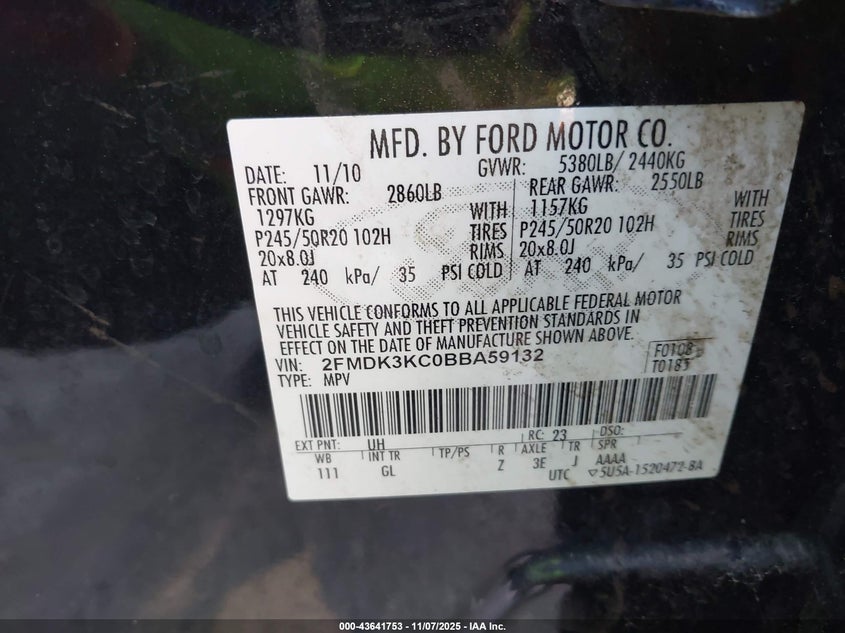 MFD. BY FORD MOTOR CO.
DATE: 11/10 GVWR: 5380LB/ 2440KG
FRONT GAWR: 2860LB REAR GAWR: 2550LB
1297KG WITH 1157KG WITH
P245/50R20 102H TIRES P245/50R20 102H TIRES
20x8.0J RIMS 20x8.0J RIMS
AT 240 kPa/ 35 PSI COLD AT 240 kPa/ 35 PSI COLD
THIS VEHICLE CONFORMS TO ALL APPLICABLE FEDERAL MOTOR
VEHICLE SAFETY AND THEFT PREVENTION STANDARDS IN
EFFECT ON THE DATE OF MANUFACTURE SHOWN ABOVE.
VIN: 2FMDK3KC0BBA59132 F0108
TYPE: MPV T0185
EXT PNT: UH RC: 23 DSO:
WB INT TR TP/PS R AXLE TR SPR
111 GL Z 3E J AAAA
UTC ▽5U5A-1520472-BA
000-43641753 | 11/07/2025 - IAA Inc.